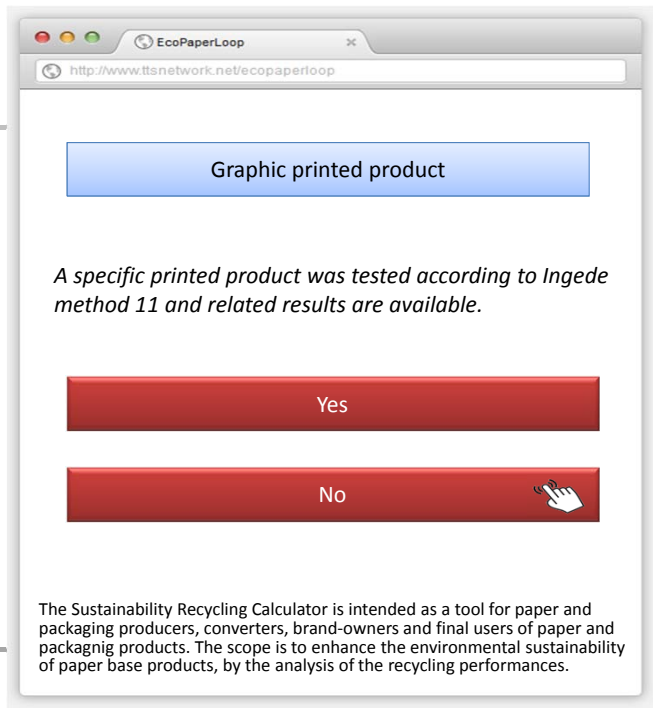 EcoPaperLoop
http://www.ttsnetwork.net/ecopaperloop
Graphic printed product
A specific printed product was tested according to Ingede
method 11 and related results are available.
Yes
No
The Sustainability Recycling Calculator is intended as a tool for paper and
packaging producers, converters, brand-owners and final users of paper and
packagnig products. The scope is to enhance the environmental sustainability
of paper base products, by the analysis of the recycling performances.